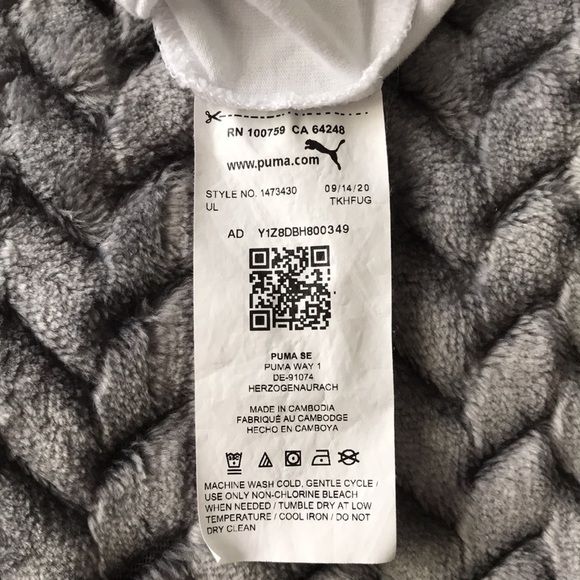 RN 100759 CA 64248
www.puma.com
STYLE NO. 1473430 09/14/20
UL TKHFUG
AD Y1Z8DBH800349
PUMA SE
PUMA WAY 1
DE-91074
HERZOGENAURACH
MADE IN CAMBODIA
FABRIQUÉ AU CAMBODGE
HECHO EN CAMBOYA
MACHINE WASH COLD, GENTLE CYCLE /
USE ONLY NON-CHLORINE BLEACH
WHEN NEEDED / TUMBLE DRY AT LOW
TEMPERATURE / COOL IRON / DO NOT
DRY CLEAN